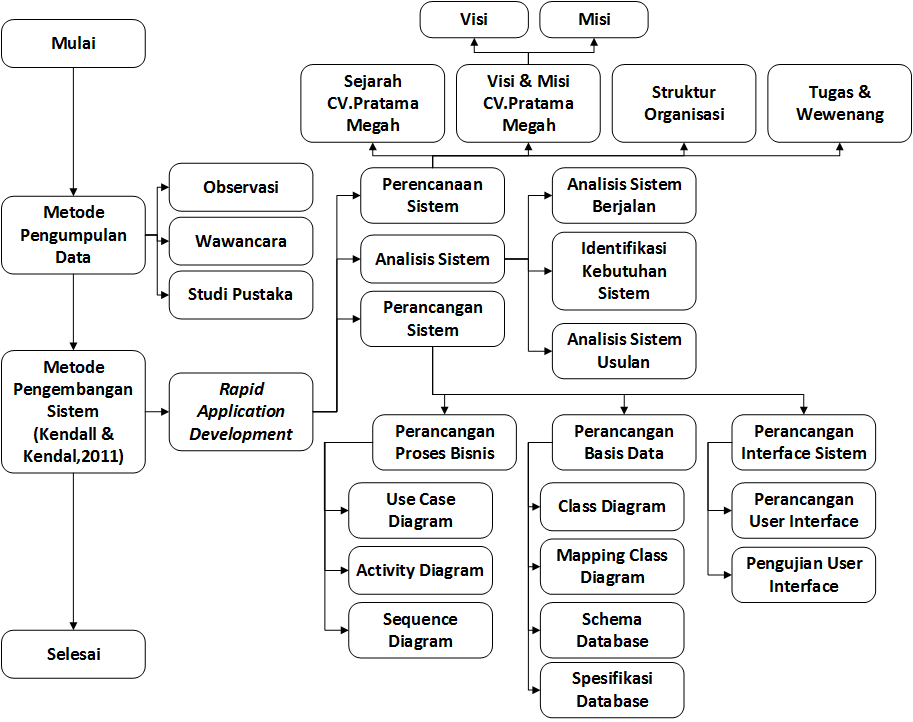 Visi
Misi
Mulai
Sejarah
CV.Pratama
Megah
Visi & Misi
CV.Pratama
Megah
Struktur
Organisasi
Tugas &
Wewenang
Metode
Pengumpulan
Data
Observasi
Wawancara
Studi Pustaka
Perencanaan
Sistem
Analisis Sistem
Perancangan
Sistem
Analisis Sistem
Berjalan
Identifikasi
Kebutuhan
Sistem
Analisis Sistem
Usulan
Metode
Pengembangan
Sistem
(Kendall &
Kendal,2011)
Rapid
Application
Development
Perancangan
Proses Bisnis
Use Case
Diagram
Activity Diagram
Sequence
Diagram
Perancangan
Basis Data
Class Diagram
Mapping Class
Diagram
Schema
Database
Spesifikasi
Database
Perancangan
Interface Sistem
Perancangan
User Interface
Pengujian User
Interface
Selesai